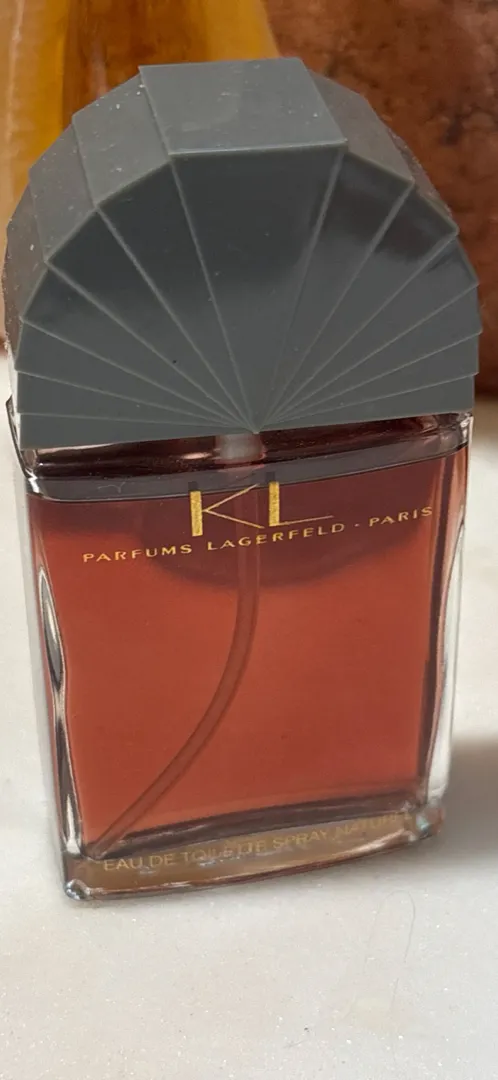 KL
PARFUMS LAGERFELD · PARIS
EAU DE TOILETTE SPRAY NATUREL